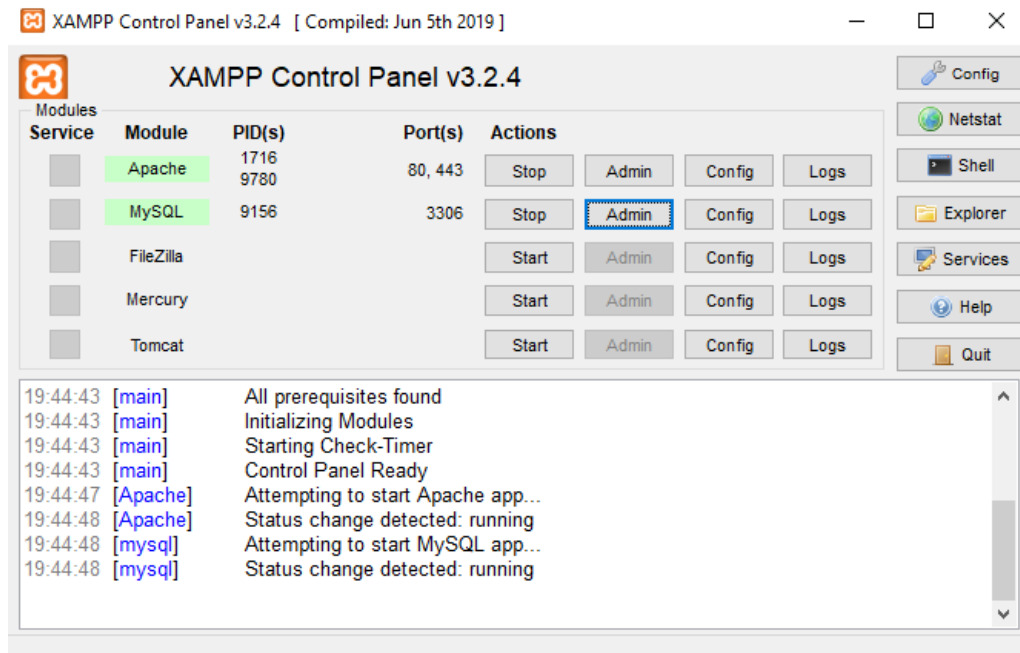 XAMPP Control Panel v3.2.4 [ Compiled: Jun 5th 2019 ]
XAMPP Control Panel v3.2.4
Config
Modules
Service Module PID(s) Port(s) Actions
Netstat
Apache 1716 9780 80, 443 Stop Admin Config Logs
Shell
MySQL 9156 3306 Stop Admin Config Logs
Explorer
FileZilla Start Admin Config Logs
Services
Mercury Start Admin Config Logs
Help
Tomcat Start Admin Config Logs
Quit
19:44:43 [main] All prerequisites found
19:44:43 [main] Initializing Modules
19:44:43 [main] Starting Check-Timer
19:44:43 [main] Control Panel Ready
19:44:47 [Apache] Attempting to start Apache app...
19:44:48 [Apache] Status change detected: running
19:44:48 [mysql] Attempting to start MySQL app...
19:44:48 [mysql] Status change detected: running